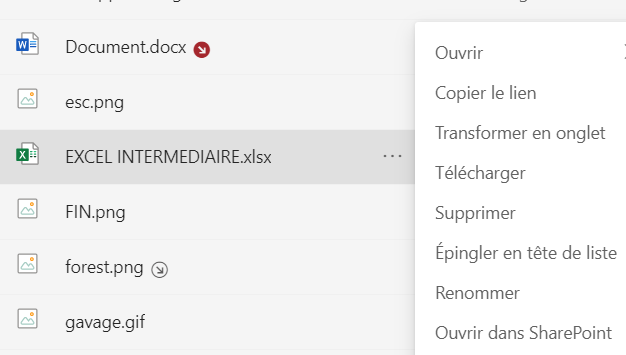 Document.docx
esc.png
EXCEL INTERMEDIAIRE.xlsx
FIN.png
forest.png
gavage.gif
Ouvrir
Copier le lien
Transformer en onglet
Télécharger
Supprimer
Épingler en tête de liste
Renommer
Ouvrir dans SharePoint